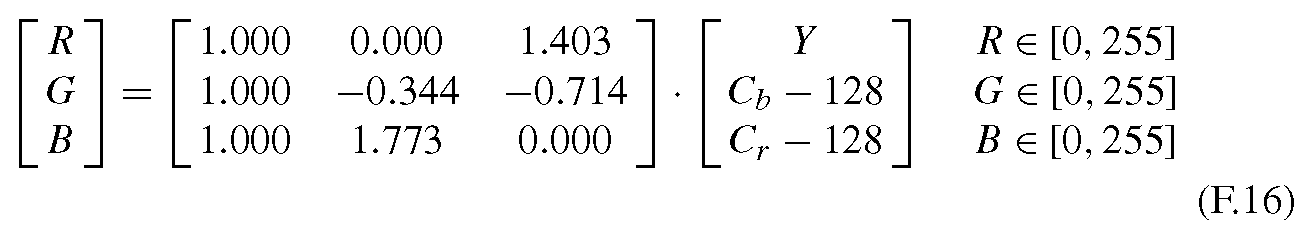 R 1.000 0.000 1.403 Y R ∈ [0, 255]
G = 1.000 −0.344 −0.714 · C_b − 128 G ∈ [0, 255]
B 1.000 1.773 0.000 C_r − 128 B ∈ [0, 255]
(F.16)